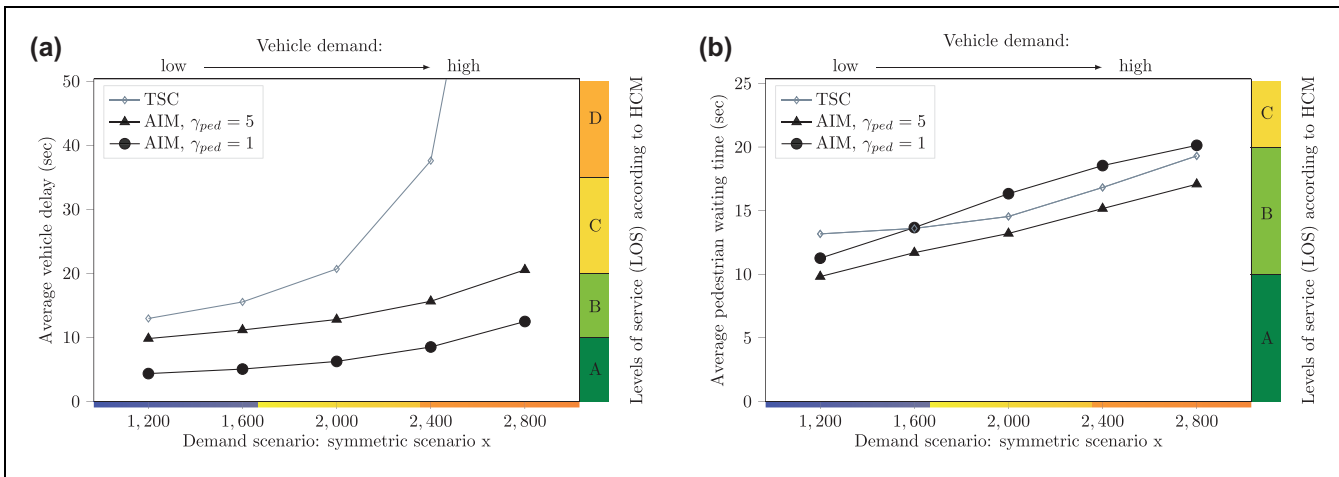 (a)
Vehicle demand:
low high
Average vehicle delay (sec)
50
40
30
20
10
0
TSC
AIM, γped = 5
AIM, γped = 1
D
C
B
A
Levels of service (LOS) according to HCM
1,200 1,600 2,000 2,400 2,800
Demand scenario: symmetric scenario x
(b)
Vehicle demand:
low high
Average pedestrian waiting time (sec)
25
20
15
10
5
0
TSC
AIM, γped = 5
AIM, γped = 1
C
B
A
Levels of service (LOS) according to HCM
1,200 1,600 2,000 2,400 2,800
Demand scenario: symmetric scenario x